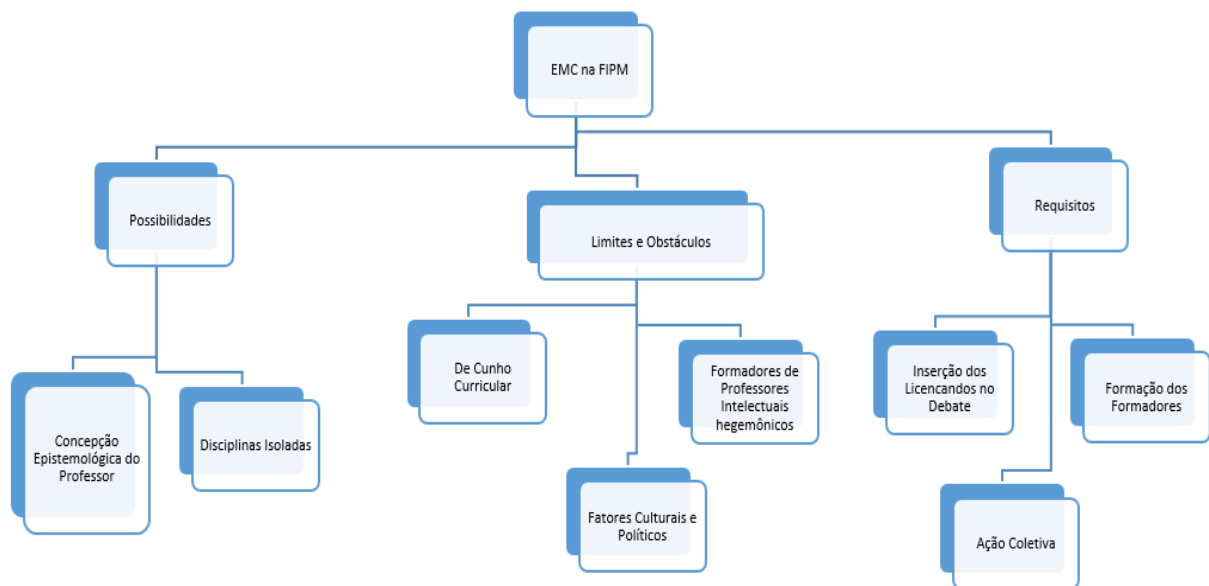 EMC na FIPM
Possibilidades
Limites e Obstáculos
Requisitos
Concepção
Epistemológica do
Professor
Disciplinas Isoladas
De Cunho
Curricular
Fatores Culturais e
Políticos
Formadores de
Professores
Intelectuais
hegemônicos
Inserção dos
Licencandos no
Debate
Ação Coletiva
Formação dos
Formadores